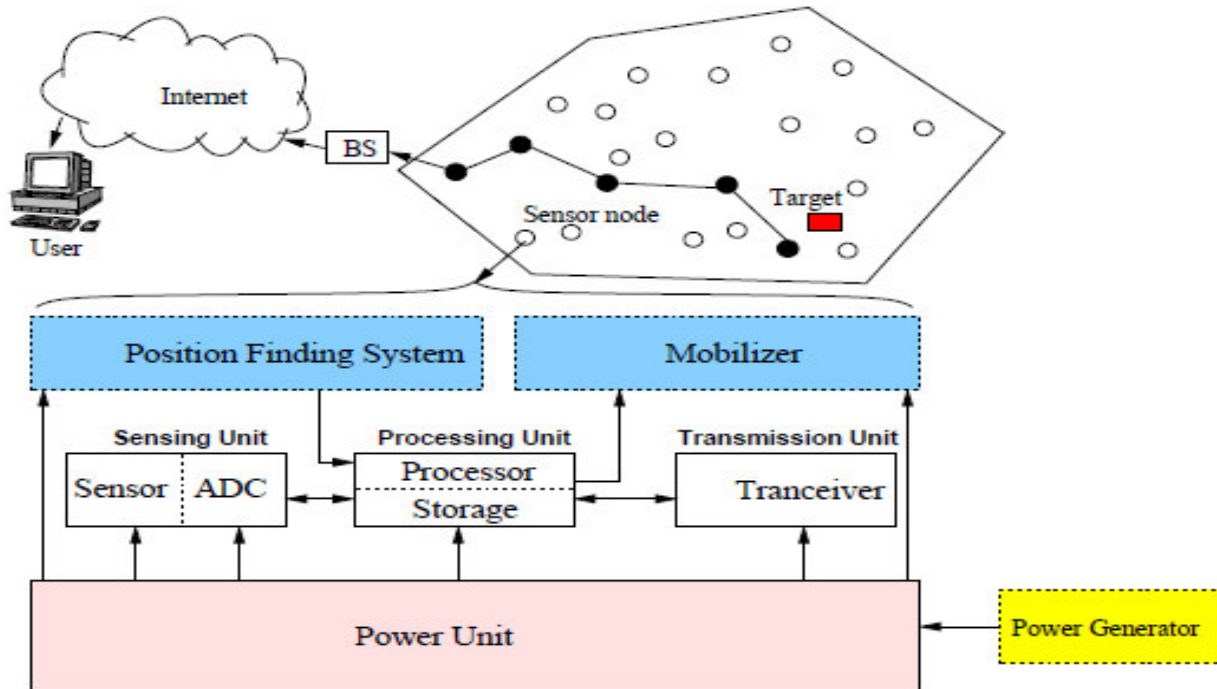 Internet
BS
User
Sensor node
Target
Position Finding System
Mobilizer
Sensing Unit
Processing Unit
Transmission Unit
Sensor
ADC
Processor
Storage
Tranceiver
Power Unit
Power Generator